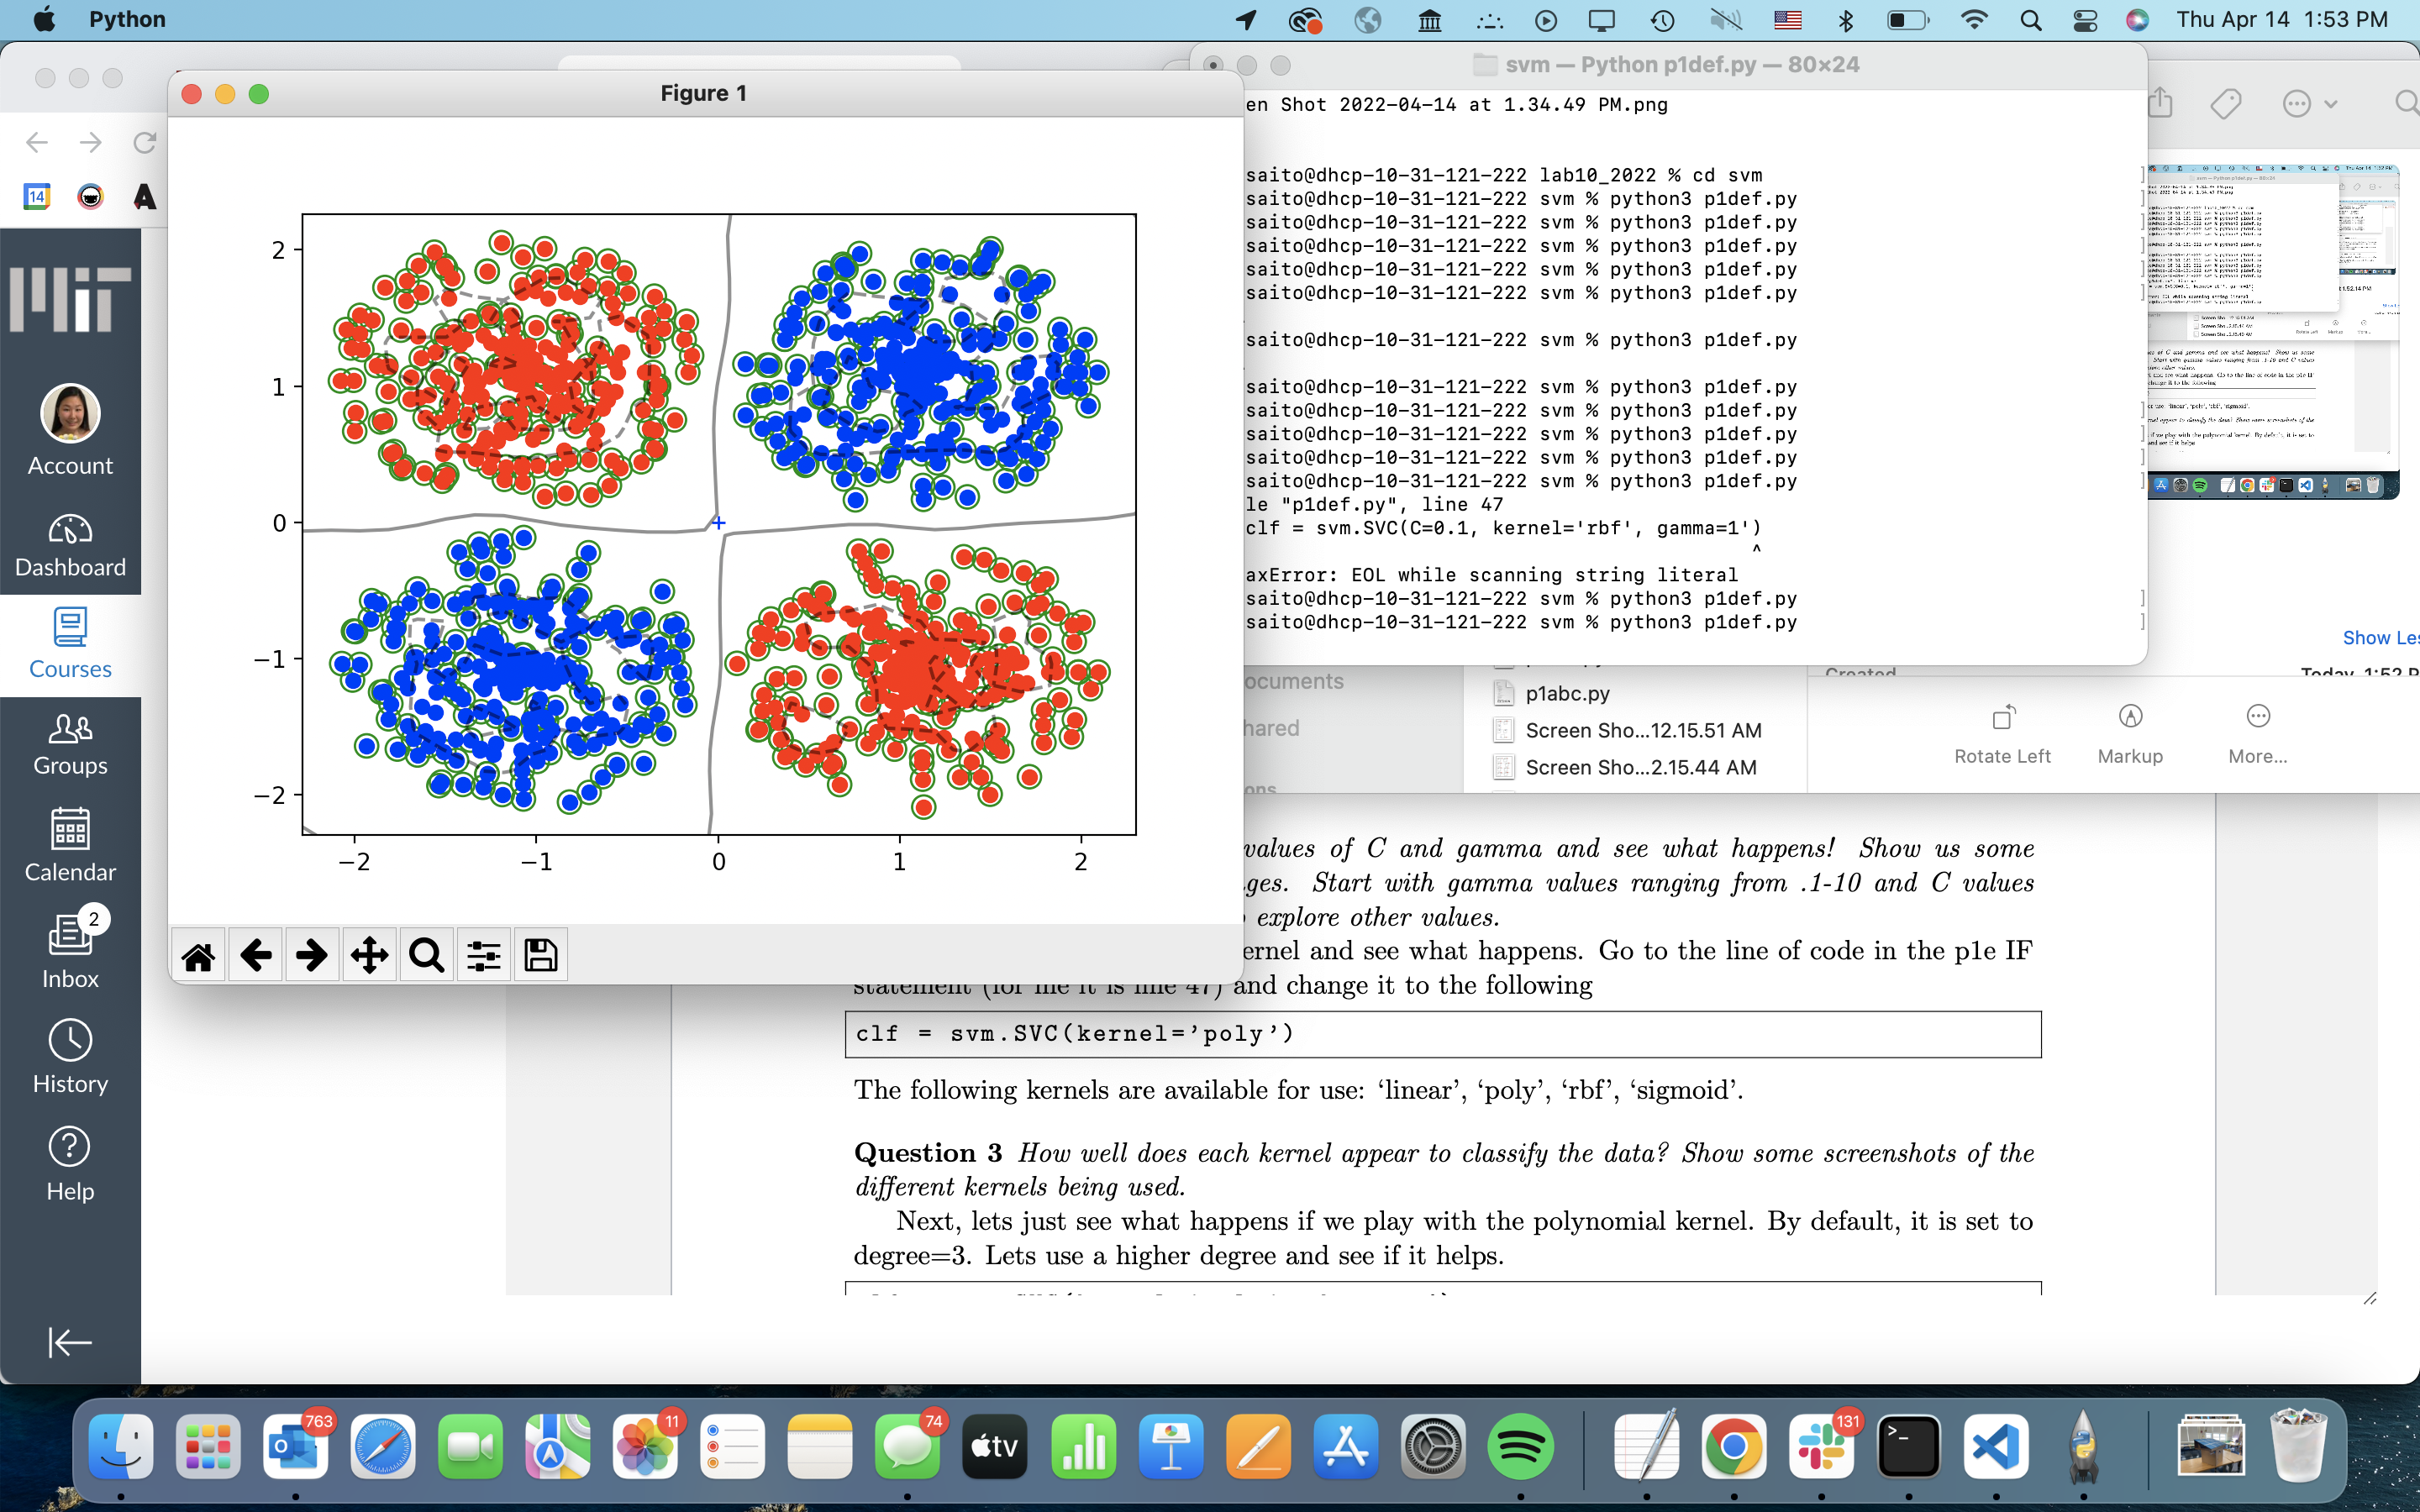 Python
Thu Apr 14 1:53 PM
Figure 1
svm — Python p1def.py — 80×24
en Shot 2022-04-14 at 1.34.49 PM.png
saito@dhcp-10-31-121-222 lab10_2022 % cd svm
saito@dhcp-10-31-121-222 svm % python3 p1def.py
saito@dhcp-10-31-121-222 svm % python3 p1def.py
saito@dhcp-10-31-121-222 svm % python3 p1def.py
saito@dhcp-10-31-121-222 svm % python3 p1def.py
saito@dhcp-10-31-121-222 svm % python3 p1def.py
saito@dhcp-10-31-121-222 svm % python3 p1def.py
saito@dhcp-10-31-121-222 svm % python3 p1def.py
saito@dhcp-10-31-121-222 svm % python3 p1def.py
saito@dhcp-10-31-121-222 svm % python3 p1def.py
saito@dhcp-10-31-121-222 svm % python3 p1def.py
saito@dhcp-10-31-121-222 svm % python3 p1def.py
le "p1def.py", line 47
clf = svm.SVC(C=0.1, kernel='rbf', gamma=1')
^
axError: EOL while scanning string literal
saito@dhcp-10-31-121-222 svm % python3 p1def.py
saito@dhcp-10-31-121-222 svm % python3 p1def.py
14
MIT
Account
Dashboard
Courses
Groups
Calendar
2
Inbox
History
Help
2
1
0
−1
−2
−2
−1
0
1
2
Show Les
Created
Today, 1:52 P
ocuments
hared
ons
p1abc.py
Screen Sho...12.15.51 AM
Screen Sho...2.15.44 AM
Rotate Left
Markup
More...
values of C and gamma and see what happens! Show us some
ges. Start with gamma values ranging from .1-10 and C values
explore other values.
ernel and see what happens. Go to the line of code in the p1e IF
statement (for me it is line 47) and change it to the following
clf = svm.SVC(kernel=’poly’)
The following kernels are available for use: ‘linear’, ‘poly’, ‘rbf’, ‘sigmoid’.
Question 3 How well does each kernel appear to classify the data? Show some screenshots of the
different kernels being used.
Next, lets just see what happens if we play with the polynomial kernel. By default, it is set to
degree=3. Lets use a higher degree and see if it helps.
763
11
74
tv
131